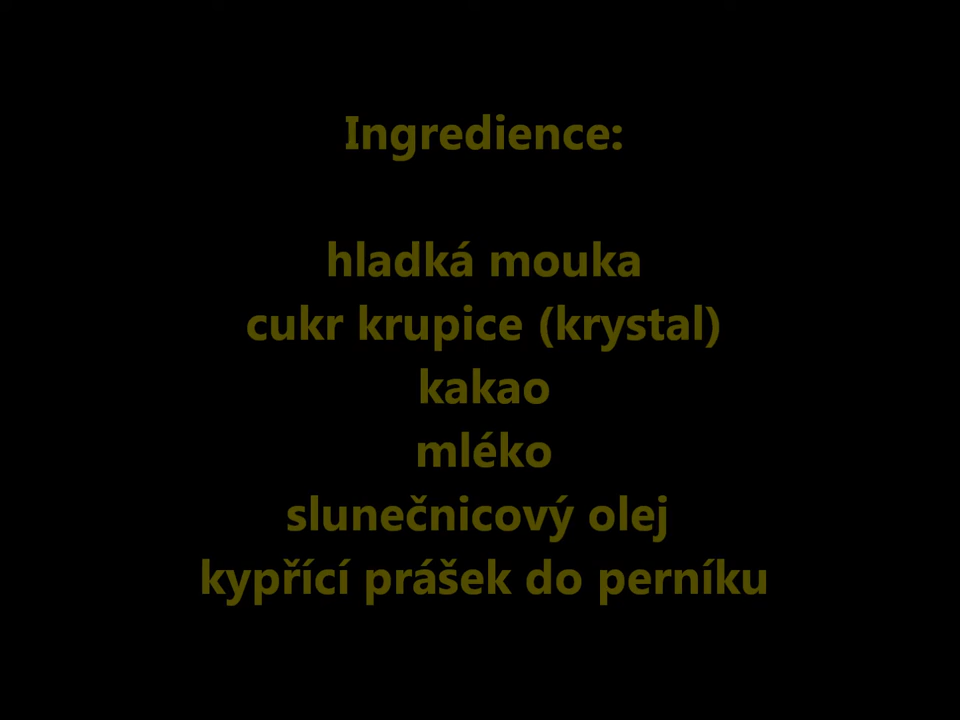 Ingredience:
hladká mouka
cukr krupice (krystal)
kakao
mléko
slunečnicový olej
kypřící prášek do perníku